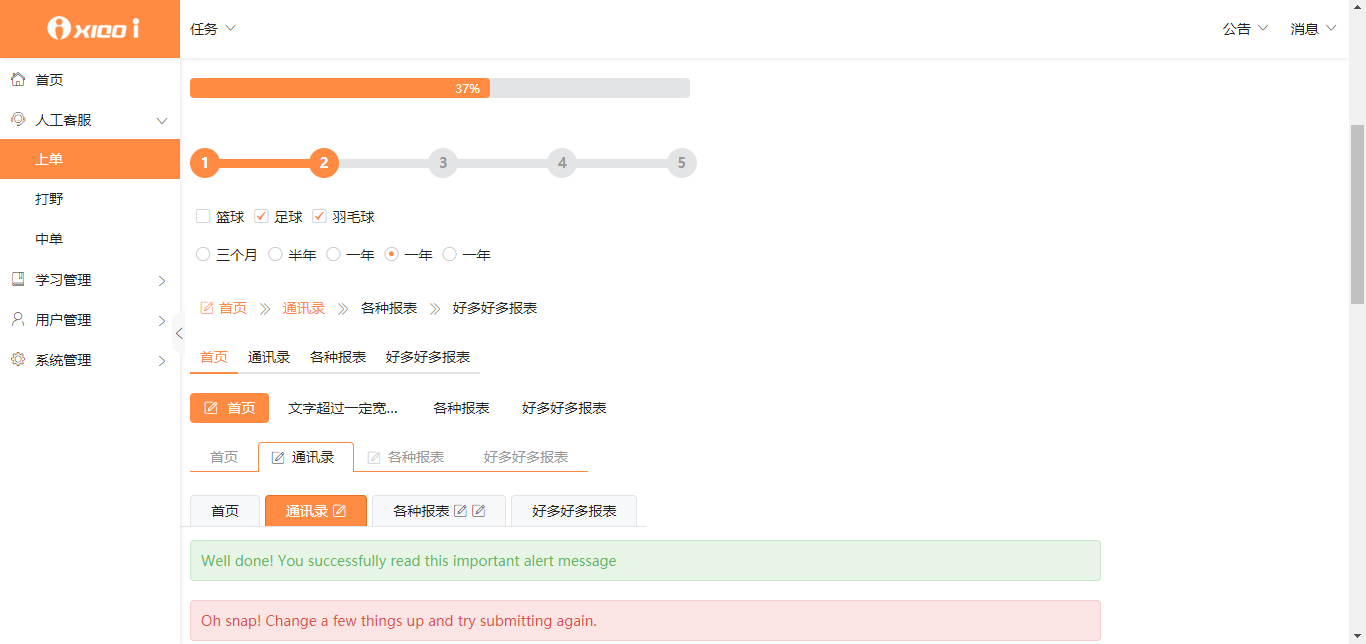 xiao i
任务
公告
消息
首页
人工客服
上单
打野
中单
学习管理
用户管理
系统管理
37%
1 2 3 4 5
篮球 足球 羽毛球
三个月 半年 一年 一年 一年
首页 通讯录 各种报表 好多好多报表
首页 通讯录 各种报表 好多好多报表
首页 文字超过一定宽... 各种报表 好多好多报表
首页 通讯录 各种报表 好多好多报表
首页 通讯录 各种报表 好多好多报表
Well done! You successfully read this important alert message
Oh snap! Change a few things up and try submitting again.